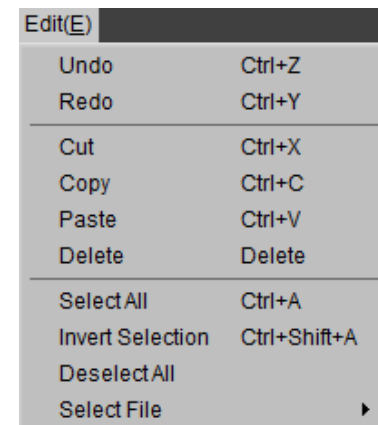 Edit(E)
Undo Ctrl+Z
Redo Ctrl+Y
Cut Ctrl+X
Copy Ctrl+C
Paste Ctrl+V
Delete Delete
Select All Ctrl+A
Invert Selection Ctrl+Shift+A
Deselect All
Select File